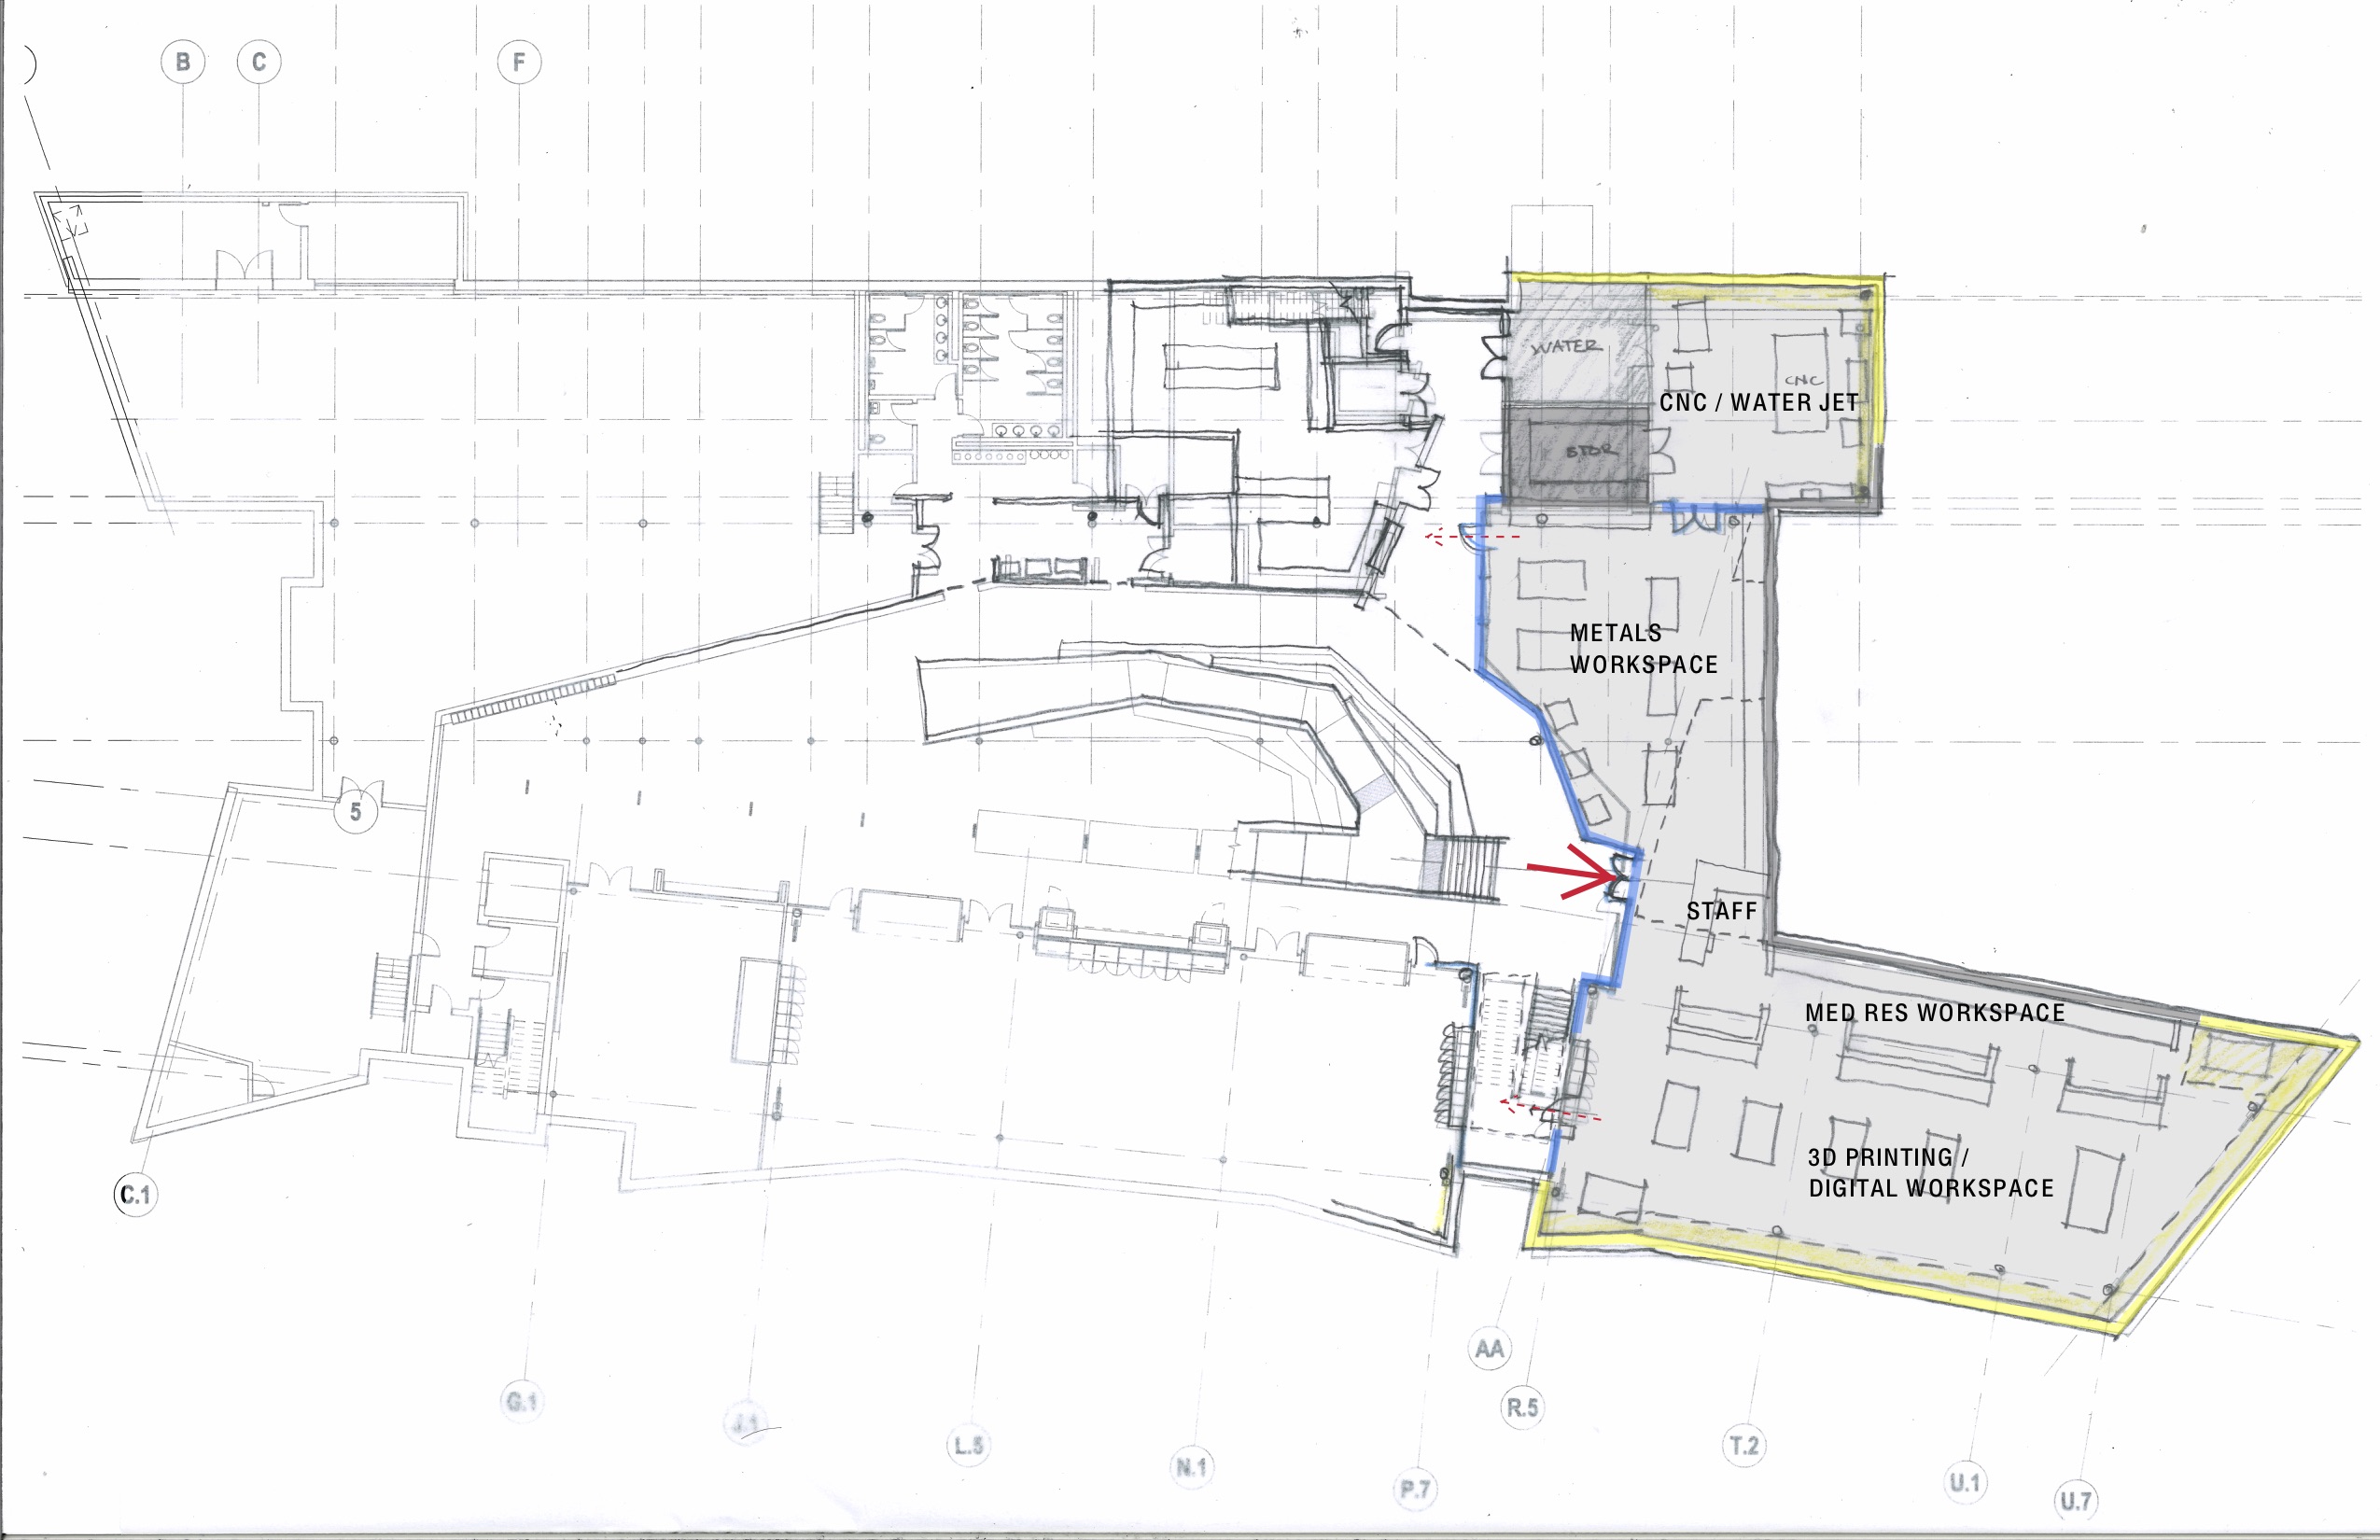 B
C
F
WATER
CNC
CNC / WATER JET
STOR
METALS
WORKSPACE
5
STAFF
MED RES WORKSPACE
3D PRINTING /
DIGITAL WORKSPACE
C.1
AA
G.1
R.5
J.1
L.5
T.2
N.1
U.1
P.7
U.7